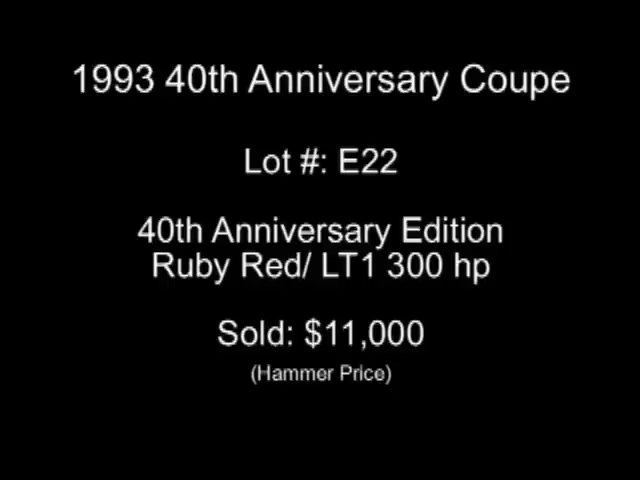 1993 40th Anniversary Coupe
Lot #: E22
40th Anniversary Edition
Ruby Red/ LT1 300 hp
Sold: $11,000
(Hammer Price)